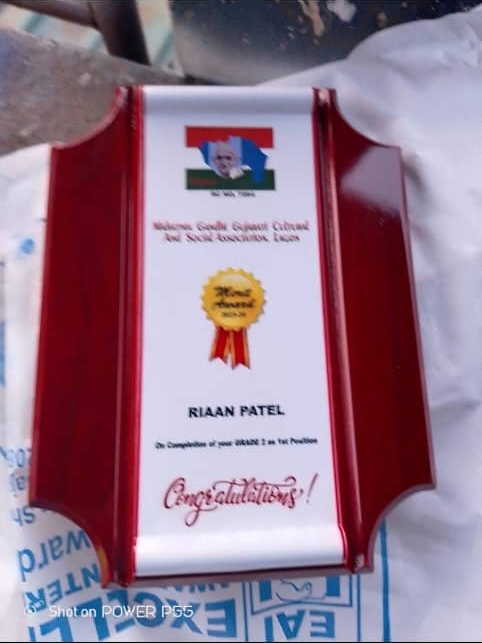 Mahatma Gandhi Gujarati Cultural
And Social Association, Lagos
Merit
Award
2023-24
RIAAN PATEL
On Completion of your GRADE 2 as 1st Position
Congratulations!
Shot on POWER P55